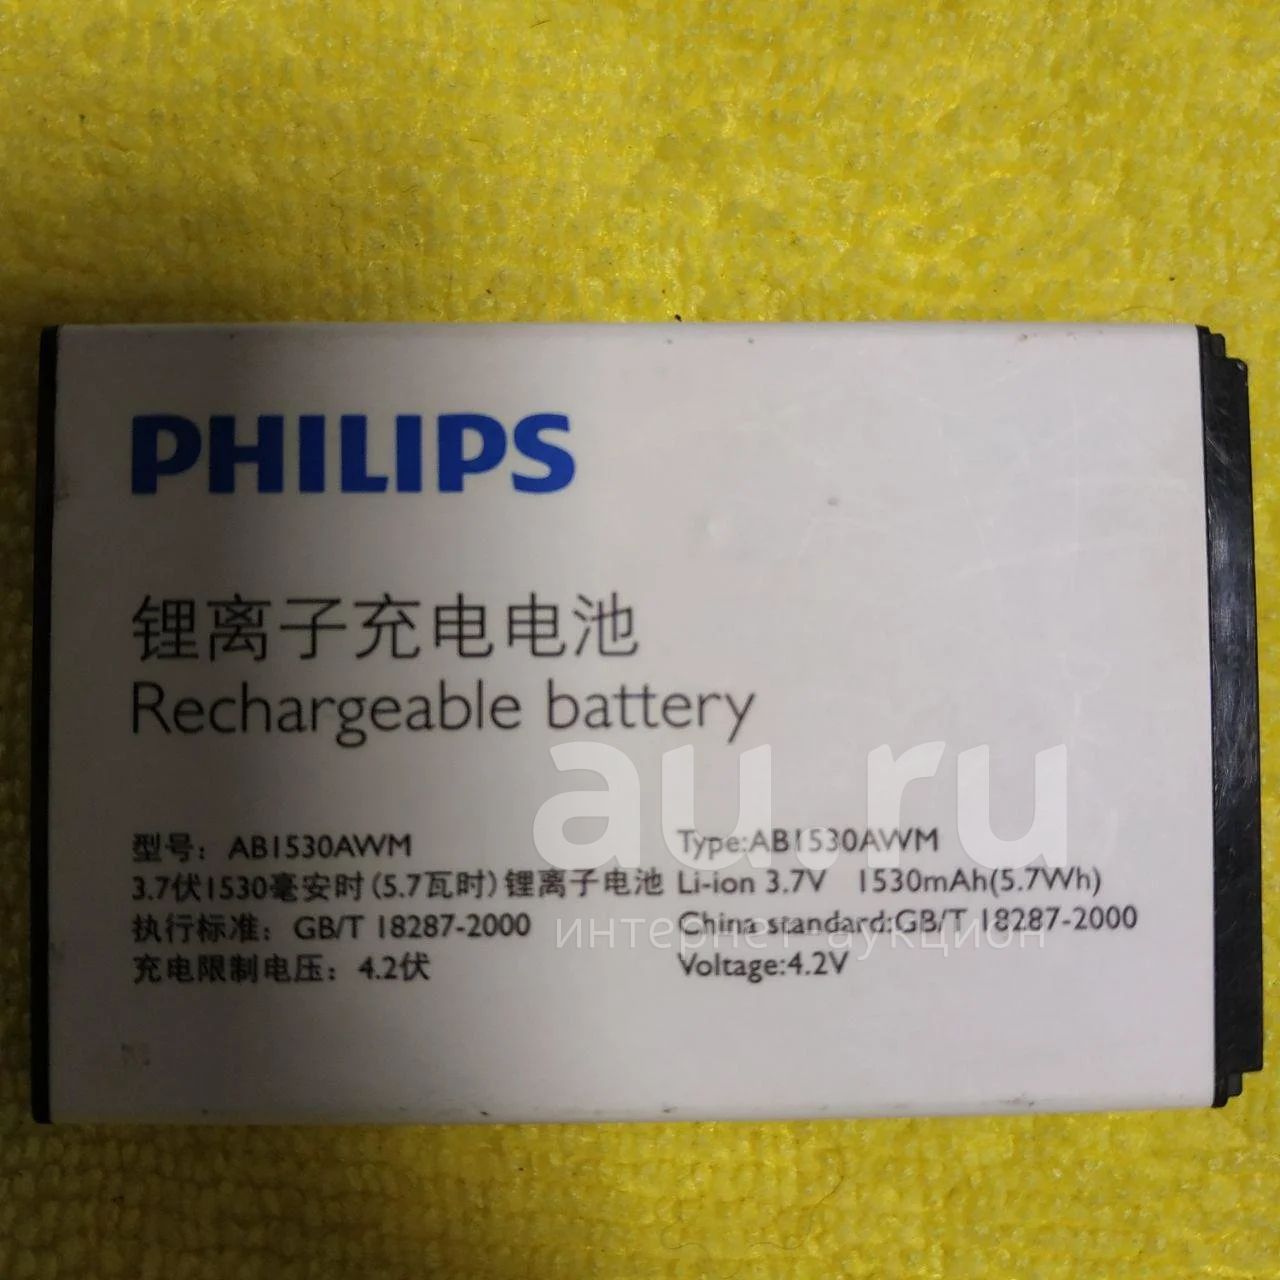 PHILIPS
锂离子充电电池
Rechargeable battery
型号：AB1530AWM
3.7伏1530毫安时(5.7瓦时)锂离子电池
执行标准：GB/T 18287-2000
充电限制电压：4.2伏
Type:AB1530AWM
Li-ion 3.7V 1530mAh(5.7Wh)
China standard:GB/T 18287-2000
Voltage:4.2V
au.ru
интернет-аукцион